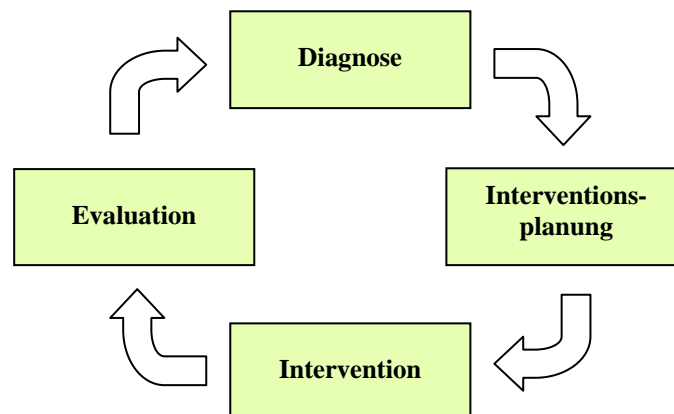 Diagnose
Interventions-
planung
Intervention
Evaluation